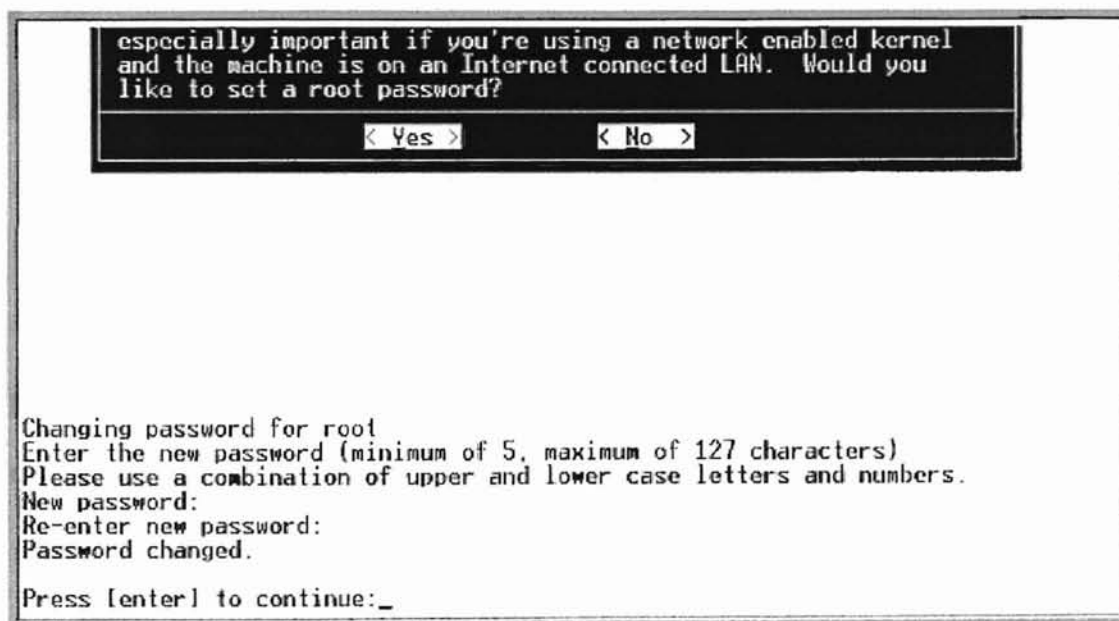 especially important if you're using a network enabled kernel
and the machine is on an Internet connected LAN.  Would you
like to set a root password?
< Yes >    < No  >
Changing password for root
Enter the new password (minimum of 5, maximum of 127 characters)
Please use a combination of upper and lower case letters and numbers.
New password:
Re-enter new password:
Password changed.
Press [enter] to continue:_